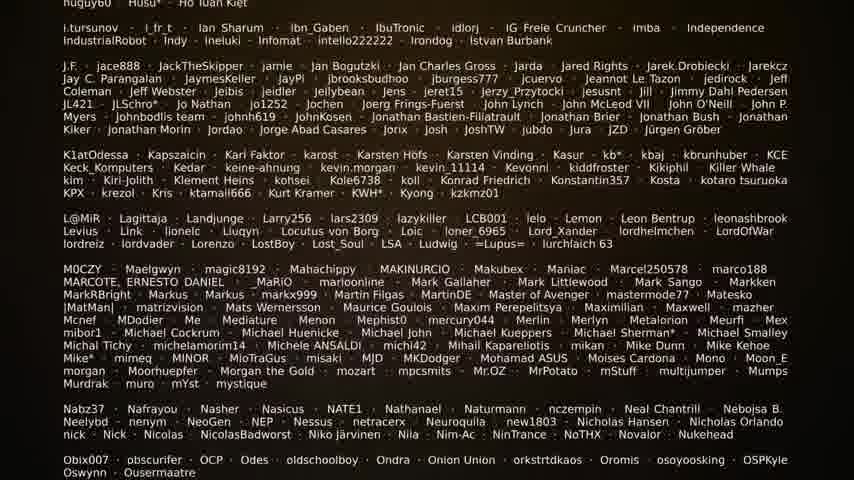 nuguy60 · Husu* · Ho Tuan Kiet
i.tursunov · i_fr_t · Ian Sharum · Ibn_Gaben · IbuTronic · idlorj · IG Freie Cruncher · imba · Independence
IndustrialRobot · Indy · Ineluki · Infomat · intello222222 · Irondog · Istvan Burbank
J.F. · jace888 · JackTheSkipper · jamie · Jan Bogutzki · Jan Charles Gross · Jarda · Jared Rights · Jarek.Drobiecki · Jarekcz
Jay C. Parangalan · JaymesKeller · JayPi · jbrooksbudhoo · jburgess777 · jcuervo · Jeannot Le Tazon · jedirock · Jeff
Coleman · Jeff Webster · Jeibis · jeidler · Jellybean · Jens · jeret15 · Jerzy_Przytocki · jesusnt · Jill · Jimmy Dahl Pedersen
JL421 · JLSchro* · Jo Nathan · jo1252 · Jochen · Joerg Frings-Fuerst · John Lynch · John McLeod VII · John O'Neill · John P.
Myers · Johnbodlis team · johnh619 · JohnKosen · Jonathan Bastien-Filiatrault · Jonathan Brier · Jonathan Bush · Jonathan
Kiker · Jonathan Morin · Jordao · Jorge Abad Casares · Jorix · Josh · JoshTW · jubdo · Jura · JZD · Jürgen Gröber
K1atOdessa · Kapszaicin · Kari Faktor · karost · Karsten Höfs · Karsten Vinding · Kasur · kb* · kbaj · kbrunhuber · KCE
Keck_Komputers · Kedar · keine-ahnung · kevin.morgan · kevin_11114 · Kevonni · kiddfroster · Kikiphil · Killer Whale
kim · Kiri-Jolith · Klement Heins · kohsei · Kole6738 · koll · Konrad Friedrich · Konstantin357 · Kosta · kotaro tsuruoka
KPX · krezol · Kris · ktamail666 · Kurt Kramer · KWH* · Kyong · kzkmz01
L@MiR · Lagittaja · Landjunge · Larry256 · lars2309 · lazykiller · LCB001 · lelo · Lemon · Leon Bentrup · leonashbrook
Levius · Link · lionelc · Liuqyn · Locutus von Borg · Loic · loner_6965 · Lord_Xander · lordhelmchen · LordOfWar
lordreiz · lordvader · Lorenzo · LostBoy · Lost_Soul · LSA · Ludwig · =Lupus= · lurchfaich 63
M0CZY · Maelgwyn · magic8192 · Mahachippy · MAKINURCIO · Makubex · Maniac · Marcel250578 · marco188
MARCOTE, ERNESTO DANIEL · _MaRiO · marloonline · Mark Gallaher · Mark Littlewood · Mark Sango · Markken
MarkRBright · Markus · Markus · markx999 · Martin Filgas · MartinDE · Master of Avenger · mastermode77 · Matesko
|MatMan| · matrizvision · Mats Wernersson · Maurice Goulois · Maxim Perepelitsya · Maximilian · Maxwell · mazher
Mcnef · MDodier · Me · Mediature · Menon · Mephist0 · mercury044 · Merlin · Merlyn · Metalorion · Meurfi · Mex
mibor1 · Michael Cockrum · Michael Huenicke · Michael John · Michael Kueppers · Michael Sherman* · Michael Smalley
Michal Tichy · michelamorim14 · Michele ANSALDI · michi42 · Mihail Kapareliotis · mikan · Mike Dunn · Mike Kehoe
Mike* · mimeq · MINOR · MioTraGus · misaki · MJD · MKDodger · Mohamad ASUS · Moises Cardona · Mono · Moon_E
morgan · Moorhuepfer · Morgan the Gold · mozart · mpcsmits · Mr.OZ · MrPotato · mStuff · multijumper · Mumps
Murdrak · muro · mYst · mystique
Nabz37 · Nafrayou · Nasher · Nasicus · NATE1 · Nathanael · Naturmann · nczempin · Neal Chantrill · Nebojsa B.
Neelybd · nenym · NeoGen · NEP · Nessus · netracerx · Neuroquila · new1803 · Nicholas Hansen · Nicholas Orlando
nick · Nick · Nicolas · NicolasBadworst · Niko Järvinen · Nila · Nim-Ac · NinTrance · NoTHX · Novalor · Nukehead
Obix007 · obscurifer · OCP · Odes · oldschoolboy · Ondra · Onion Union · orkstrtdkaos · Oromis · osoyoosking · OSPKyle
Oswynn · Ousermaatre